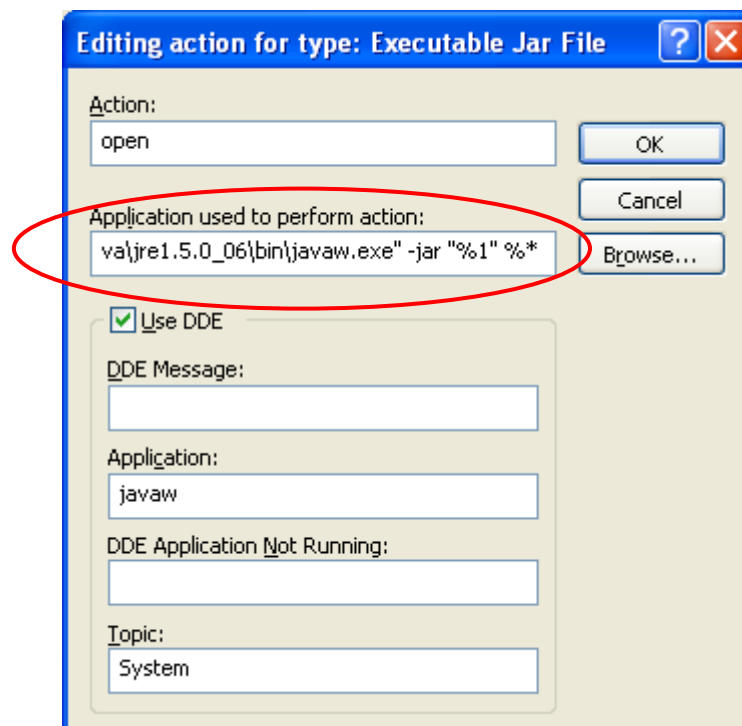 Editing action for type: Executable Jar File
Action:
open
OK
Cancel
Application used to perform action:
va\jre1.5.0_06\bin\javaw.exe" -jar "%1" %*
Browse...
Use DDE
DDE Message:
Application:
javaw
DDE Application Not Running:
Topic:
System